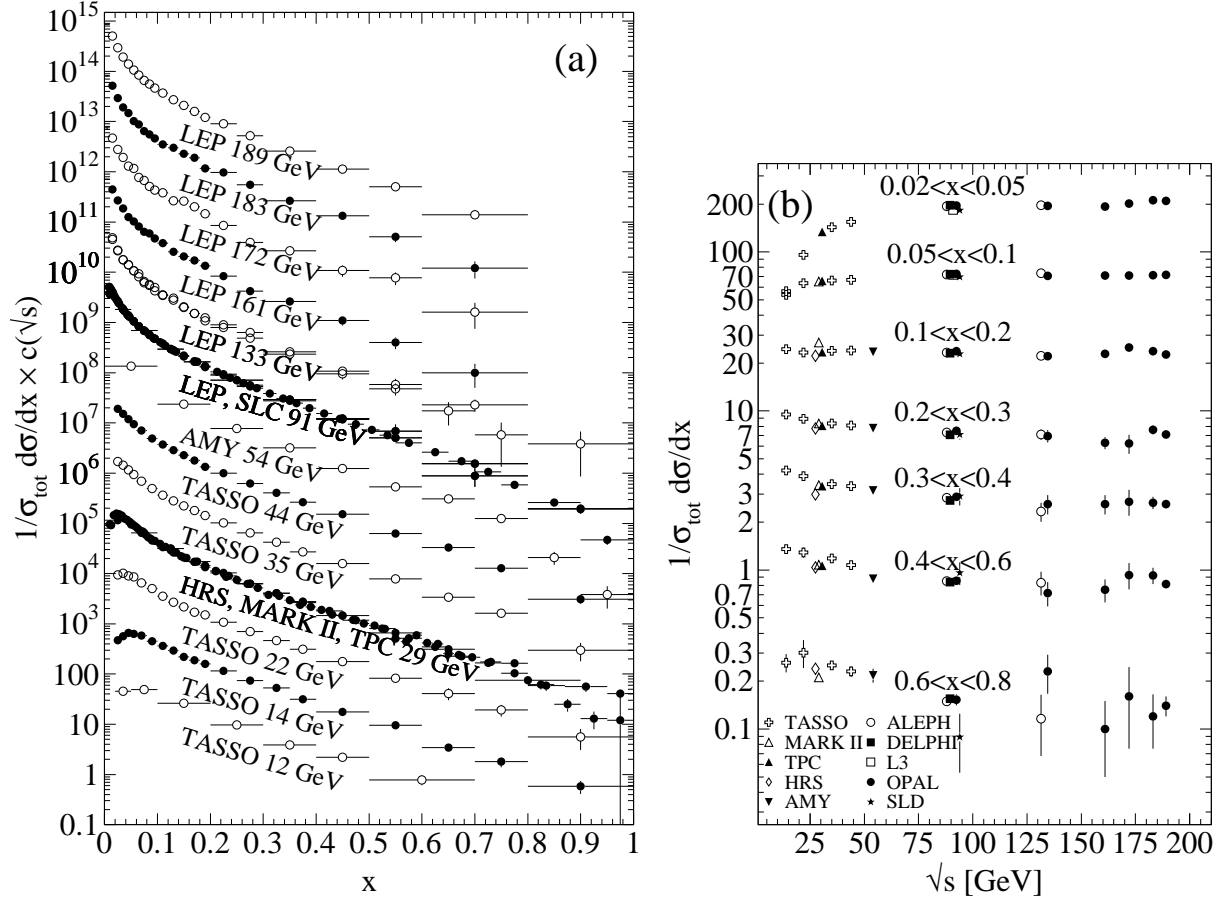 (a)
1/σ_tot dσ/dx × c(√s)
10^15
10^14
10^13
10^12
10^11
10^10
10^9
10^8
10^7
10^6
10^5
10^4
10^3
100
10
1
0.1
LEP 189 GeV
LEP 183 GeV
LEP 172 GeV
LEP 161 GeV
LEP 133 GeV
LEP, SLC 91 GeV
AMY 54 GeV
TASSO 44 GeV
TASSO 35 GeV
HRS, MARK II, TPC 29 GeV
TASSO 22 GeV
TASSO 14 GeV
TASSO 12 GeV
0 0.1 0.2 0.3 0.4 0.5 0.6 0.7 0.8 0.9 1
x
(b)
1/σ_tot dσ/dx
200
100
70
50
30
20
10
7
5
3
2
1
0.7
0.5
0.3
0.2
0.1
0.02<x<0.05
0.05<x<0.1
0.1<x<0.2
0.2<x<0.3
0.3<x<0.4
0.4<x<0.6
0.6<x<0.8
TASSO
MARK II
TPC
HRS
AMY
ALEPH
DELPHI
L3
OPAL
SLD
25 50 75 100 125 150 175 200
√s [GeV]